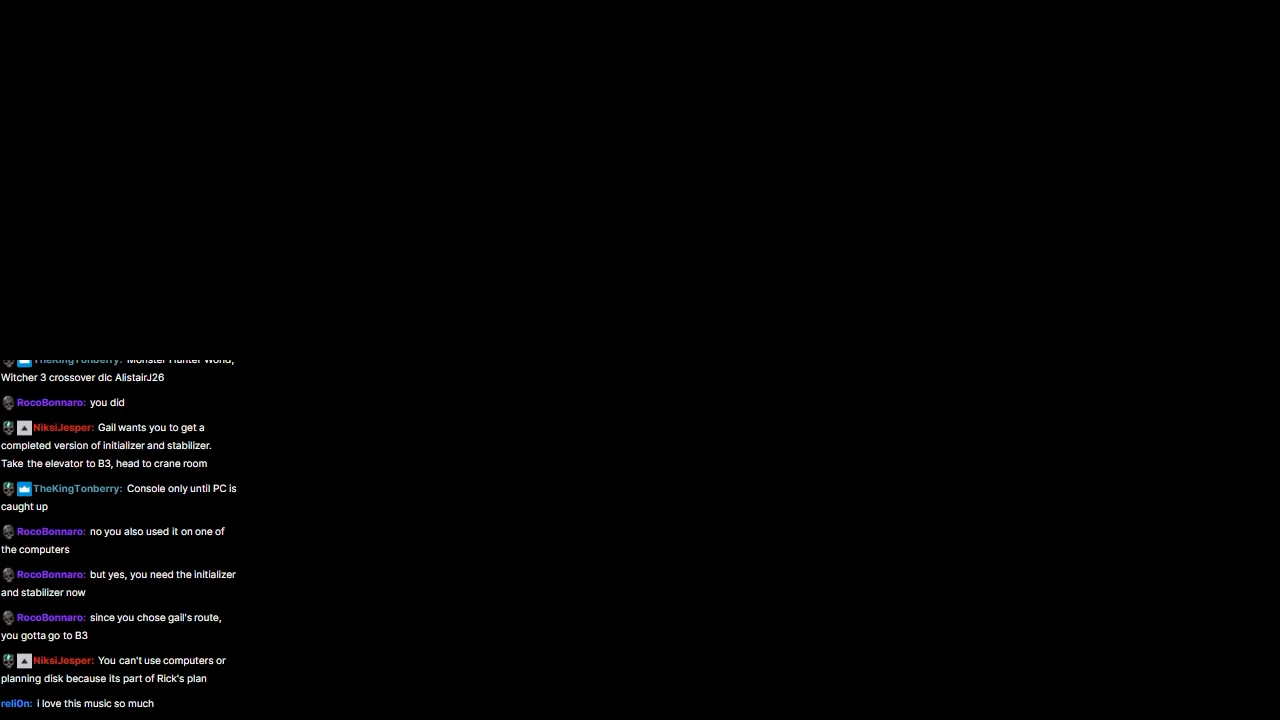 TheKingTonberry: Monster Hunter World,
Witcher 3 crossover dlc AlistairJ26
RocoBonnaro: you did
NiksiJesper: Gail wants you to get a
completed version of initializer and stabilizer.
Take the elevator to B3, head to crane room
TheKingTonberry: Console only until PC is
caught up
RocoBonnaro: no you also used it on one of
the computers
RocoBonnaro: but yes, you need the initializer
and stabilizer now
RocoBonnaro: since you chose gail's route,
you gotta go to B3
NiksiJesper: You can't use computers or
planning disk because its part of Rick's plan
reli0n: i love this music so much